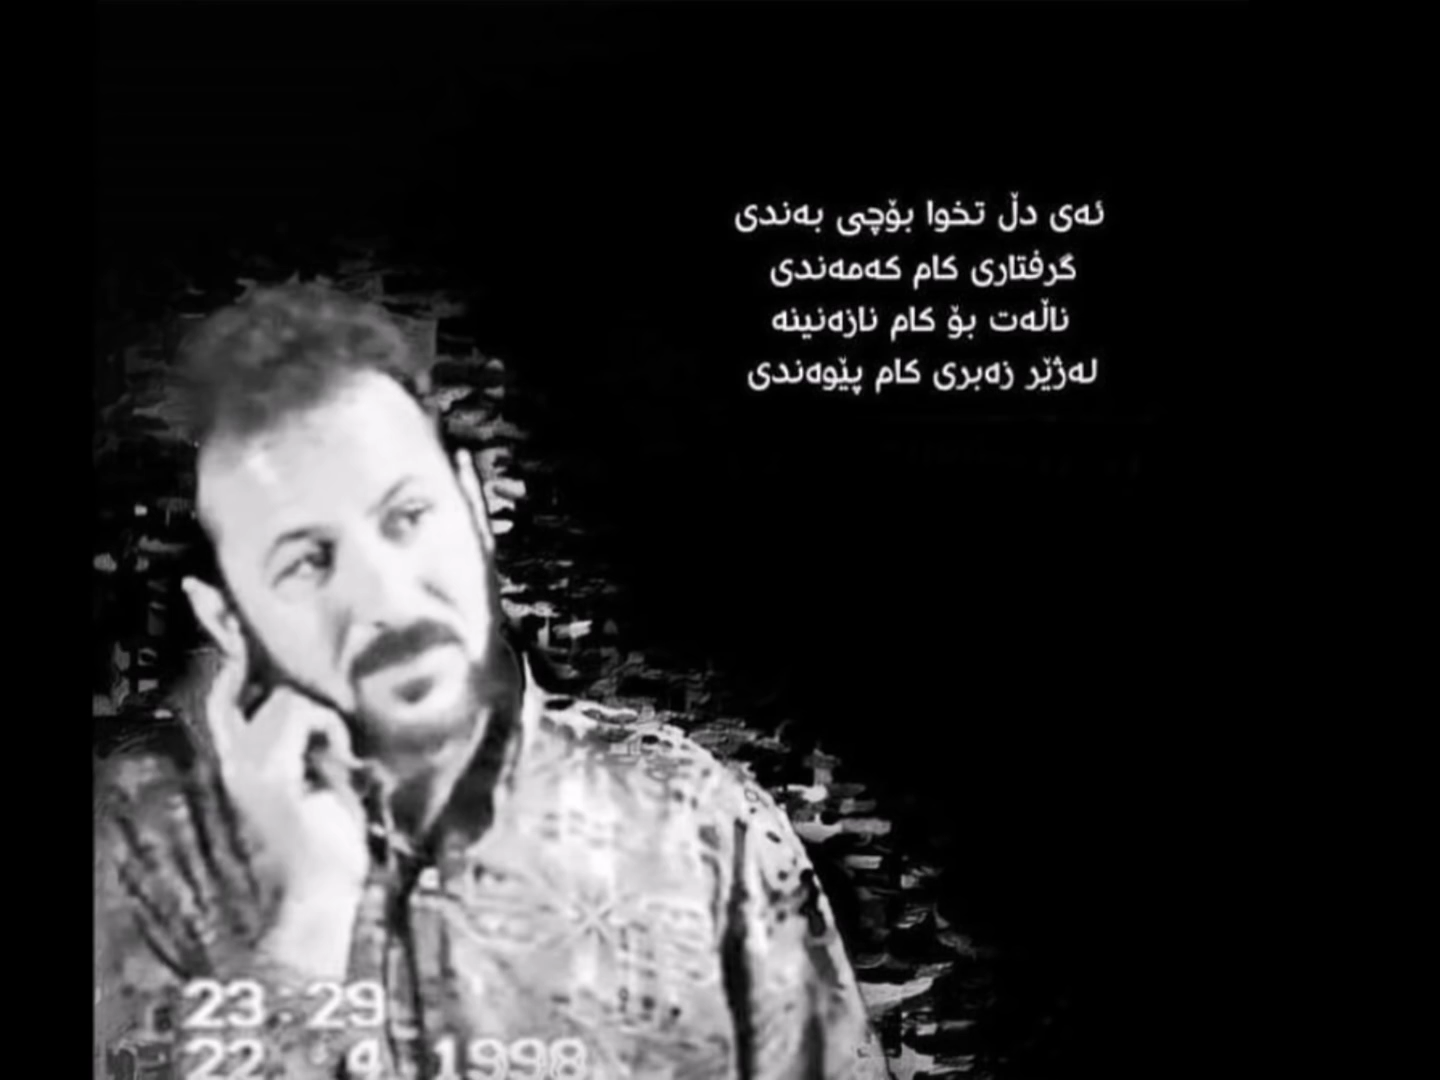 ئەی دڵ تخوا بۆچی بەندی
گرفتاری کام کەمەندی
ناڵەت بۆ کام نازەنینە
لەژێر زەبری کام پێوەندی
23:29
22. 4.1998